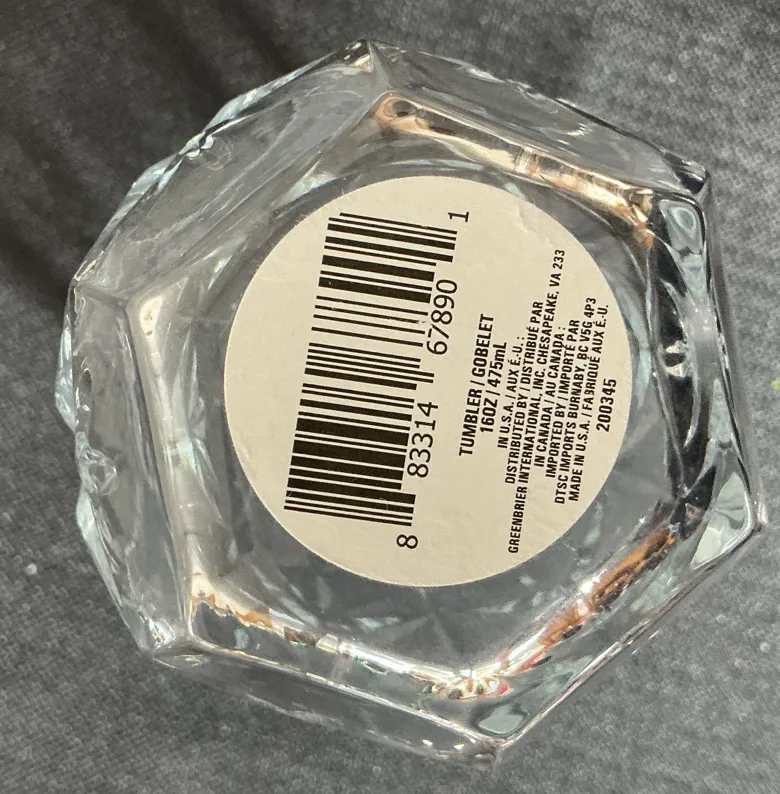 8 83314 67890 1
TUMBLER / GOBELET
16OZ / 475mL
IN U.S.A. / AUX É.-U. :
DISTRIBUTED BY / DISTRIBUÉ PAR
GREENBRIER INTERNATIONAL, INC. CHESAPEAKE, VA 233
IN CANADA / AU CANADA :
IMPORTED BY / IMPORTÉ PAR
DTSC IMPORTS BURNABY, BC V5G 4P3
MADE IN U.S.A. / FABRIQUÉ AUX É.-U.
200345